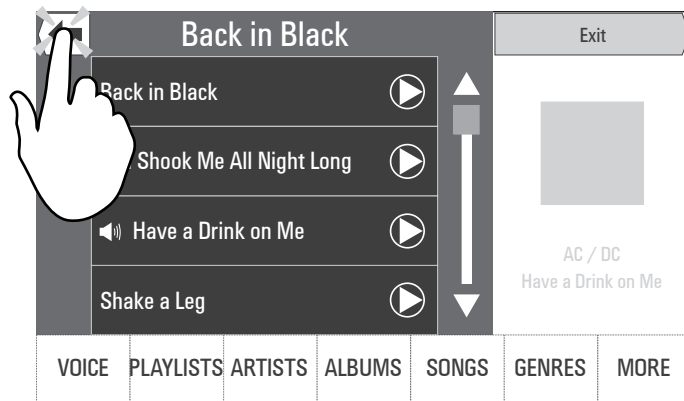 Back in Black
Exit
Back in Black
Shook Me All Night Long
Have a Drink on Me
Shake a Leg
AC / DC
Have a Drink on Me
VOICE
PLAYLISTS
ARTISTS
ALBUMS
SONGS
GENRES
MORE